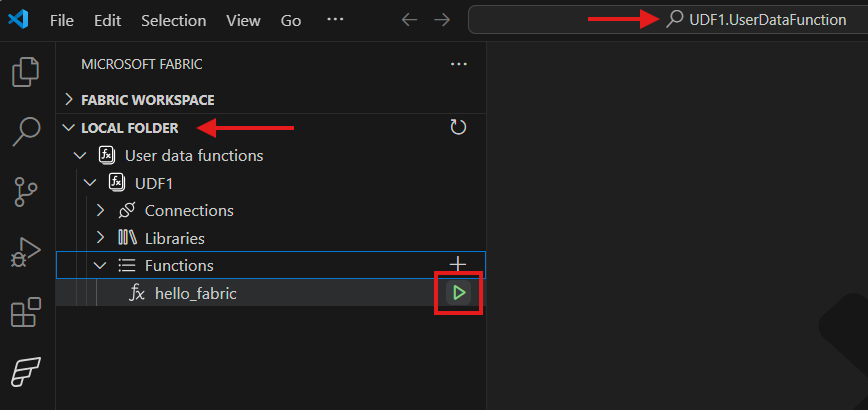 File Edit Selection View Go ···
UDF1.UserDataFunction
MICROSOFT FABRIC
FABRIC WORKSPACE
LOCAL FOLDER
User data functions
UDF1
Connections
Libraries
Functions
hello_fabric